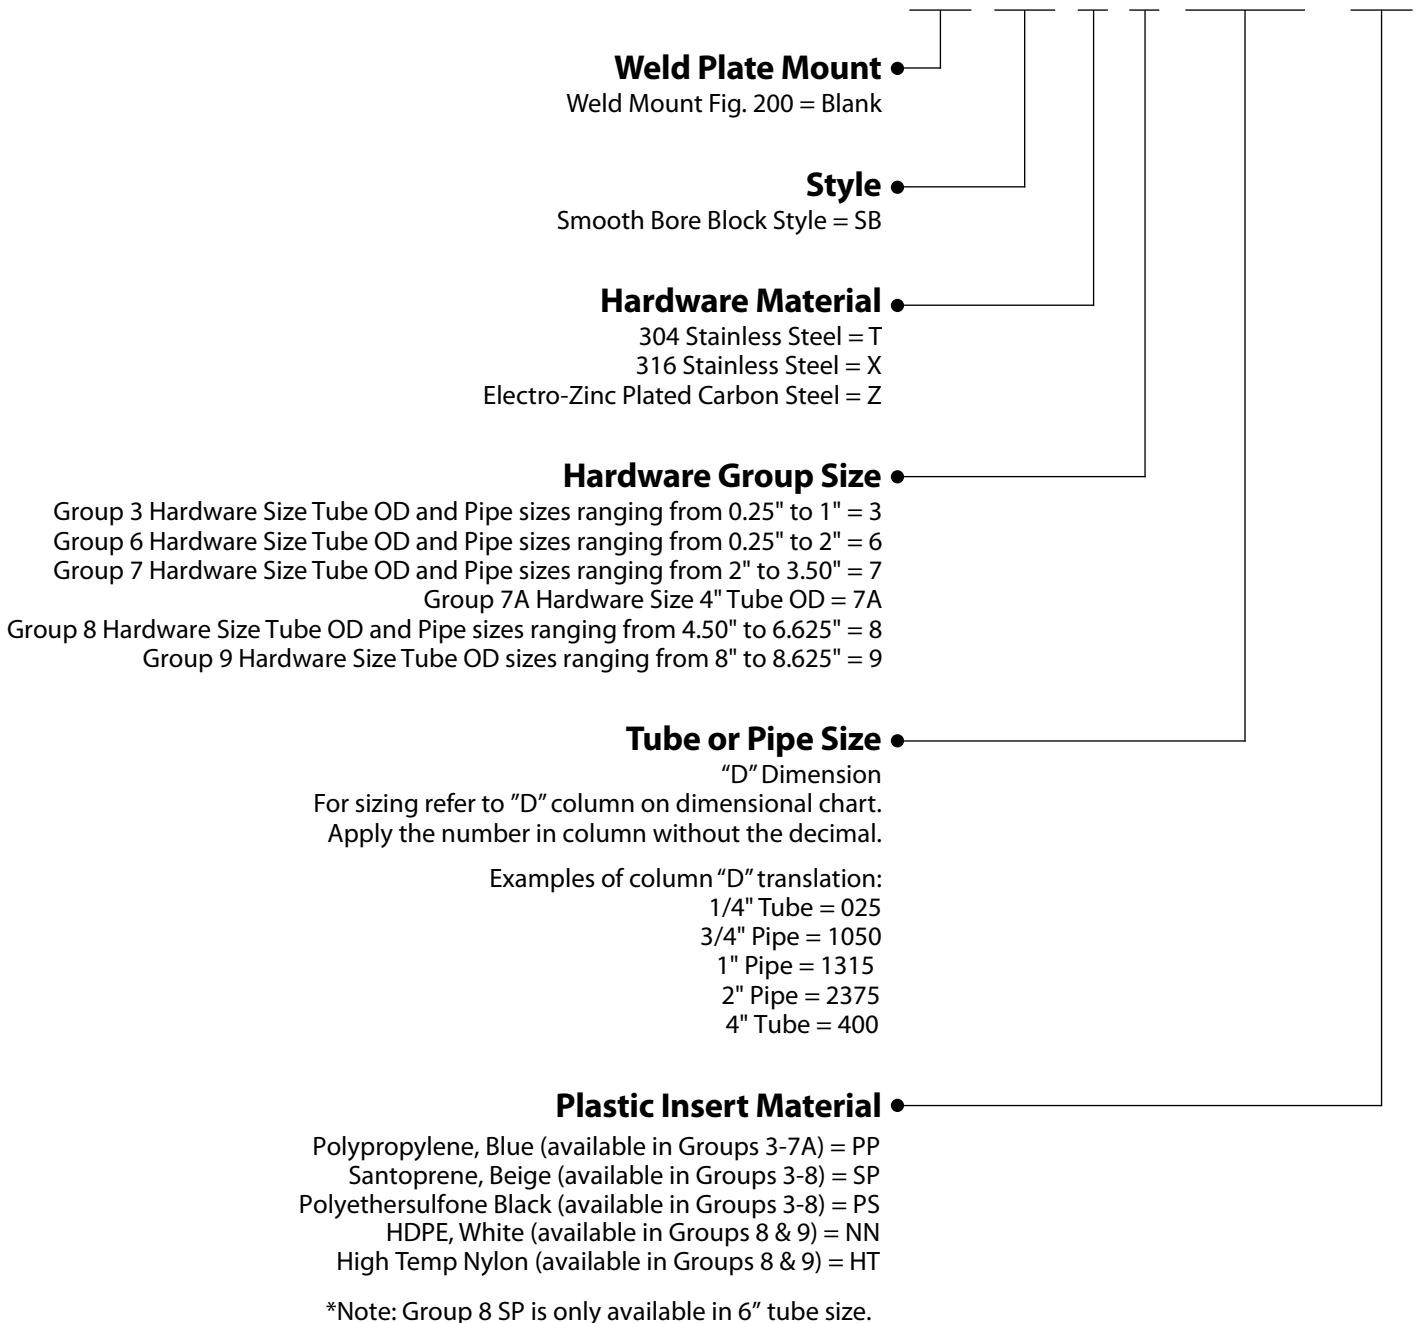 Weld Plate Mount
Weld Mount Fig. 200 = Blank
Style
Smooth Bore Block Style = SB
Hardware Material
304 Stainless Steel = T
316 Stainless Steel = X
Electro-Zinc Plated Carbon Steel = Z
Hardware Group Size
Group 3 Hardware Size Tube OD and Pipe sizes ranging from 0.25" to 1" = 3
Group 6 Hardware Size Tube OD and Pipe sizes ranging from 0.25" to 2" = 6
Group 7 Hardware Size Tube OD and Pipe sizes ranging from 2" to 3.50" = 7
Group 7A Hardware Size 4" Tube OD = 7A
Group 8 Hardware Size Tube OD and Pipe sizes ranging from 4.50" to 6.625" = 8
Group 9 Hardware Size Tube OD sizes ranging from 8" to 8.625" = 9
Tube or Pipe Size
“D” Dimension
For sizing refer to ”D” column on dimensional chart.
Apply the number in column without the decimal.
Examples of column “D” translation:
1/4" Tube = 025
3/4" Pipe = 1050
1" Pipe = 1315
2" Pipe = 2375
4" Tube = 400
Plastic Insert Material
Polypropylene, Blue (available in Groups 3-7A) = PP
Santoprene, Beige (available in Groups 3-8) = SP
Polyethersulfone Black (available in Groups 3-8) = PS
HDPE, White (available in Groups 8 & 9) = NN
High Temp Nylon (available in Groups 8 & 9) = HT
*Note: Group 8 SP is only available in 6” tube size.